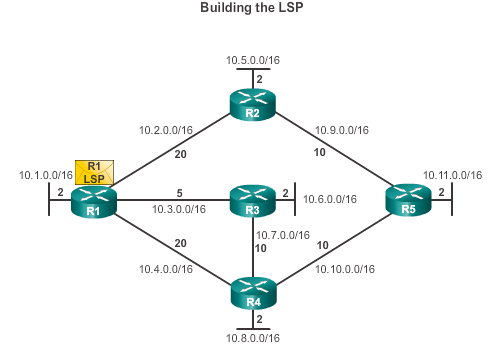 Building the LSP
10.5.0.0/16
2
R2
10.2.0.0/16
20
10.9.0.0/16
10
R1
LSP
10.1.0.0/16
2
R1
5
10.3.0.0/16
R3
2
10.6.0.0/16
10.11.0.0/16
2
R5
10.7.0.0/16
10
20
10.4.0.0/16
10
10.10.0.0/16
R4
2
10.8.0.0/16